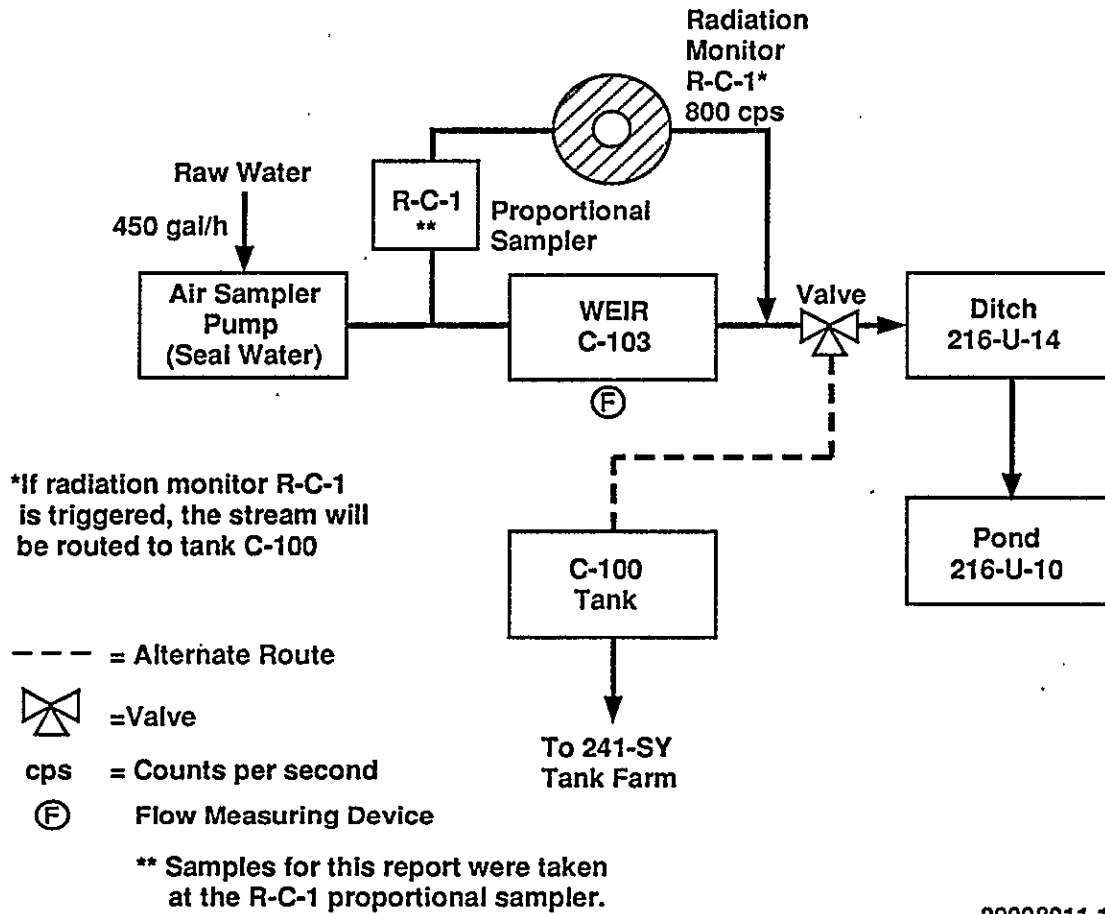 Radiation
Monitor
R-C-1*
800 cps
Raw Water
450 gal/h
R-C-1
**
Proportional
Sampler
Air Sampler
Pump
(Seal Water)
WEIR
C-103
F
Valve
Ditch
216-U-14
*If radiation monitor R-C-1
is triggered, the stream will
be routed to tank C-100
C-100
Tank
Pond
216-U-10
= Alternate Route
=Valve
cps = Counts per second
F Flow Measuring Device
To 241-SY
Tank Farm
** Samples for this report were taken
at the R-C-1 proportional sampler.